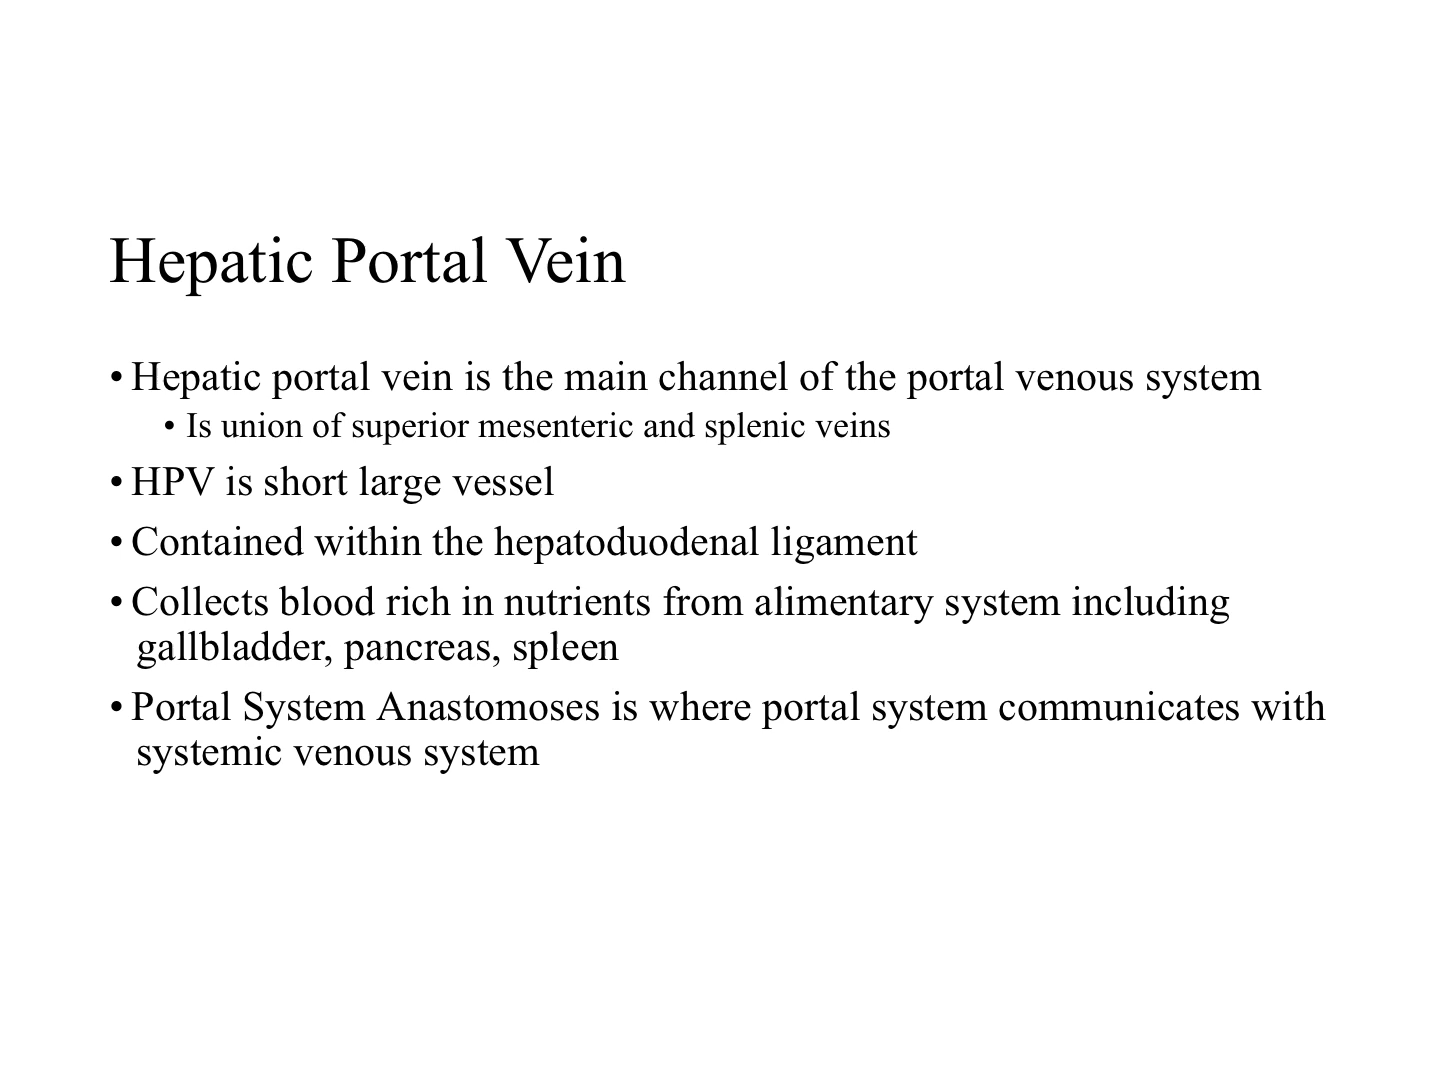 Hepatic Portal Vein
• Hepatic portal vein is the main channel of the portal venous system
• Is union of superior mesenteric and splenic veins
• HPV is short large vessel
• Contained within the hepatoduodenal ligament
• Collects blood rich in nutrients from alimentary system including
gallbladder, pancreas, spleen
• Portal System Anastomoses is where portal system communicates with
systemic venous system